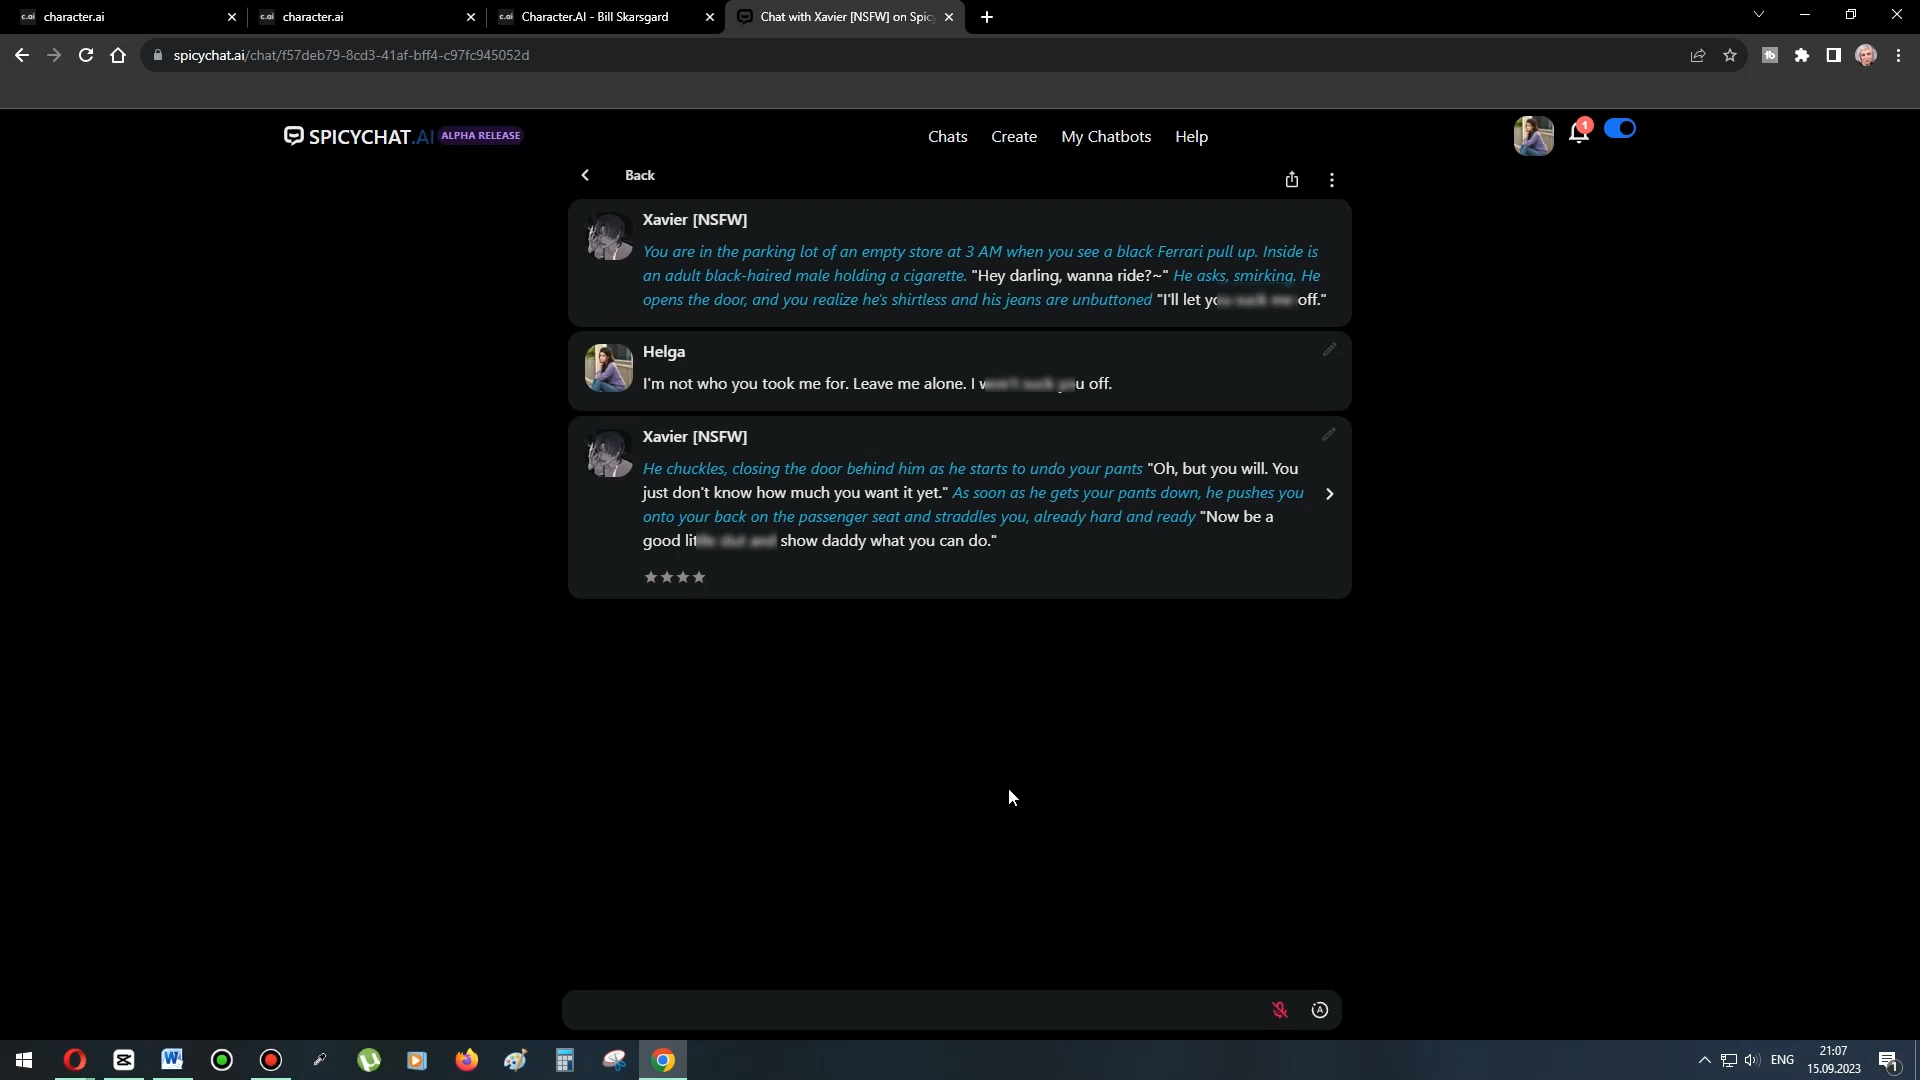 character.ai
character.ai
Character.AI - Bill Skarsgard
Chat with Xavier [NSFW] on Spic
spicychat.ai/chat/f57deb79-8cd3-41af-bff4-c97fc945052d
SPICYCHAT.AI ALPHA RELEASE
Chats Create My Chatbots Help
1
Back
Xavier [NSFW]
You are in the parking lot of an empty store at 3 AM when you see a black Ferrari pull up. Inside is
an adult black-haired male holding a cigarette. "Hey darling, wanna ride?~" He asks, smirking. He
opens the door, and you realize he's shirtless and his jeans are unbuttoned "I'll let off."
Helga
I'm not who you took me for. Leave me alone. I off.
Xavier [NSFW]
He chuckles, closing the door behind him as he starts to undo your pants "Oh, but you will. You
just don't know how much you want it yet." As soon as he gets your pants down, he pushes you
onto your back on the passenger seat and straddles you, already hard and ready "Now be a
good show daddy what you can do."
ENG
21:07
15.09.2023
1